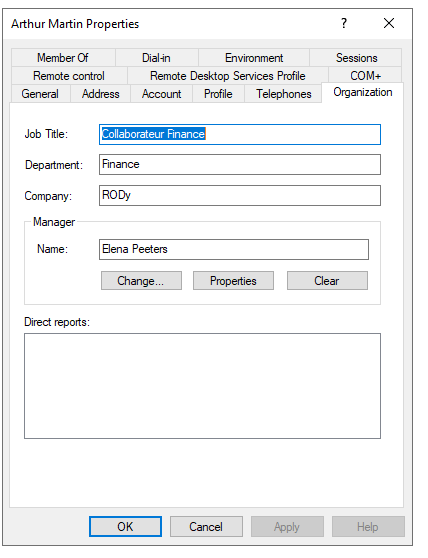 Arthur Martin Properties ? ×
Member Of Dial-in Environment Sessions
Remote control Remote Desktop Services Profile COM+
General Address Account Profile Telephones Organization
Job Title: Collaborateur Finance
Department: Finance
Company: RODy
Manager
Name: Elena Peeters
Change... Properties Clear
Direct reports:
OK Cancel Apply Help